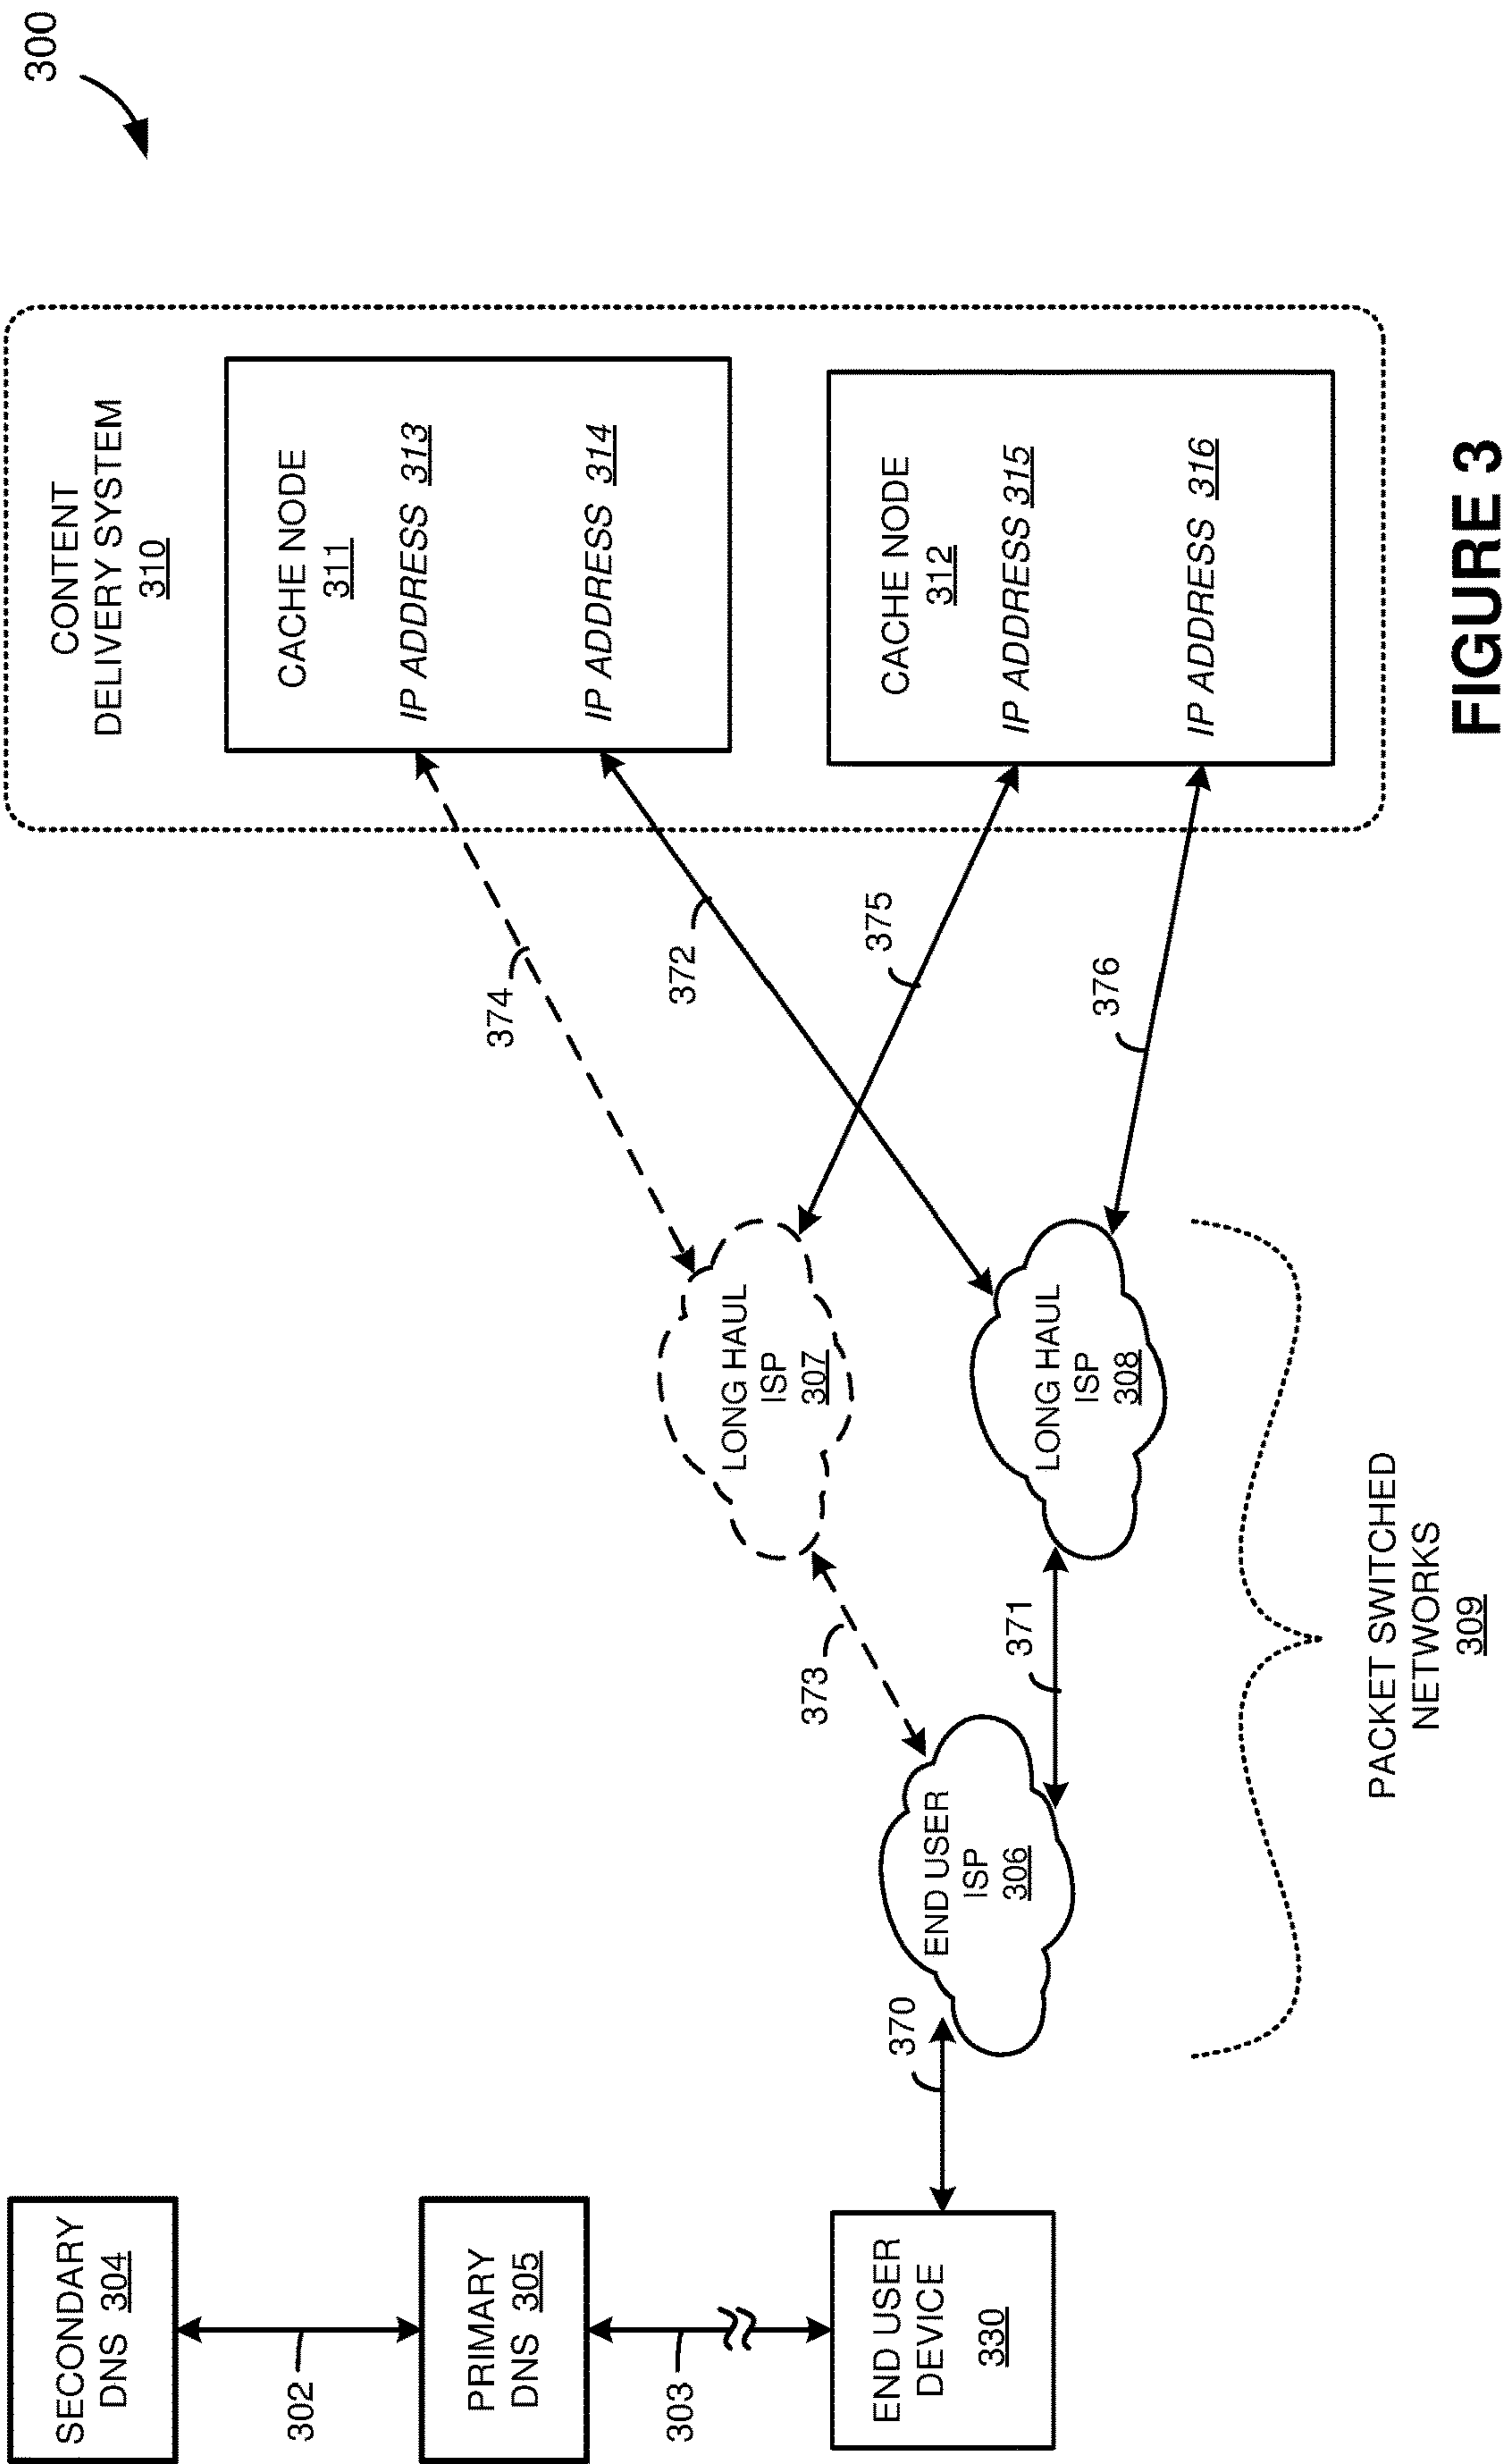 300
CONTENT
DELIVERY SYSTEM
310
CACHE NODE
311
IP ADDRESS 313
IP ADDRESS 314
CACHE NODE
312
IP ADDRESS 315
IP ADDRESS 316
374
372
375
376
LONG HAUL
ISP
307
LONG HAUL
ISP
308
373
371
END USER
ISP
306
370
PACKET SWITCHED
NETWORKS
309
SECONDARY
DNS 304
302
PRIMARY
DNS 305
303
END USER
DEVICE
330
FIGURE 3